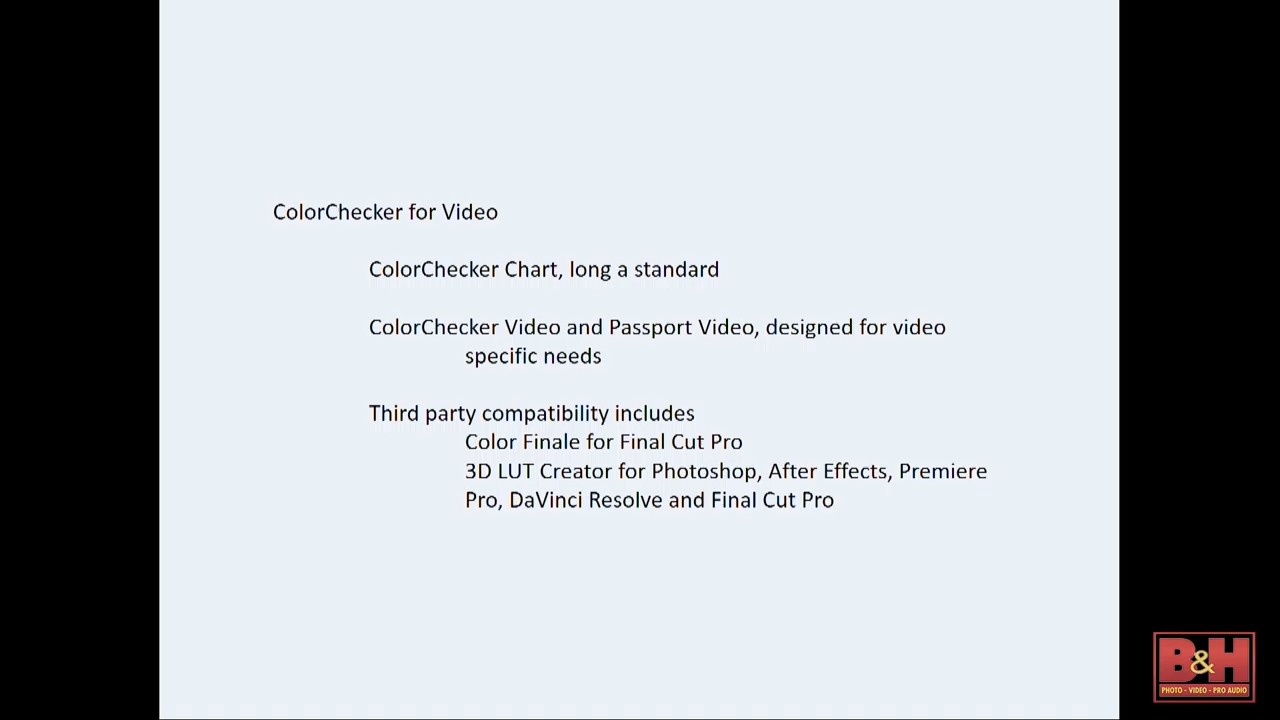 ColorChecker for Video
ColorChecker Chart, long a standard
ColorChecker Video and Passport Video, designed for video
specific needs
Third party compatibility includes
Color Finale for Final Cut Pro
3D LUT Creator for Photoshop, After Effects, Premiere
Pro, DaVinci Resolve and Final Cut Pro
B&H
PHOTO - VIDEO - PRO AUDIO